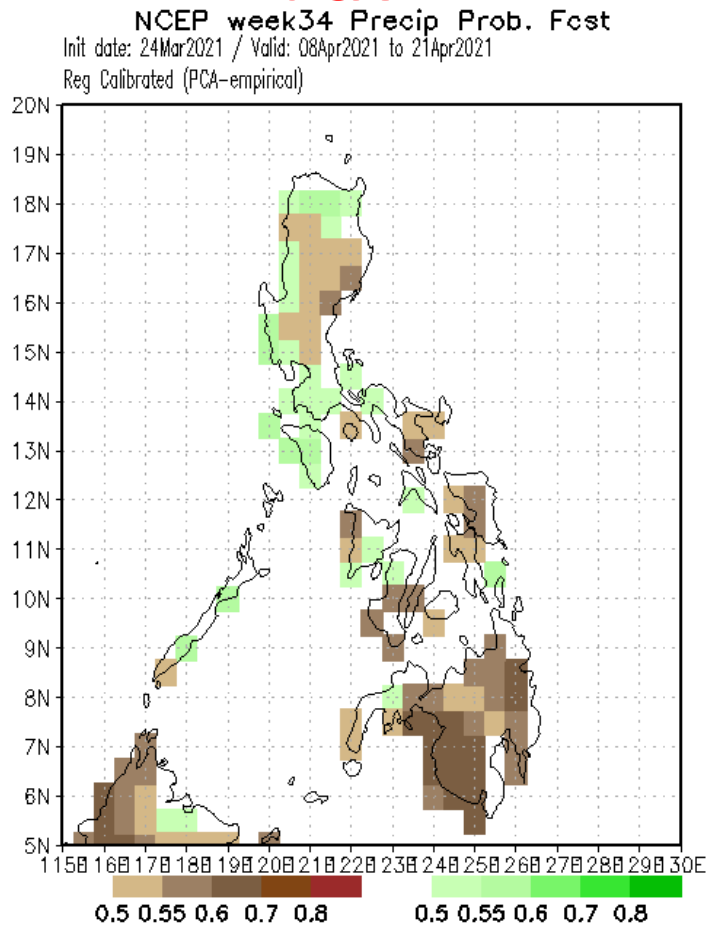 NCEP week34 Precip Prob. Fcst
Init date: 24Mar2021 / Valid: 08Apr2021 to 21Apr2021
Reg Calibrated (PCA-empirical)
20N
19N
18N
17N
16N
15N
14N
13N
12N
11N
10N
9N
8N
7N
6N
5N
0.5 0.55 0.6 0.7 0.8 0.5 0.55 0.6 0.7 0.8